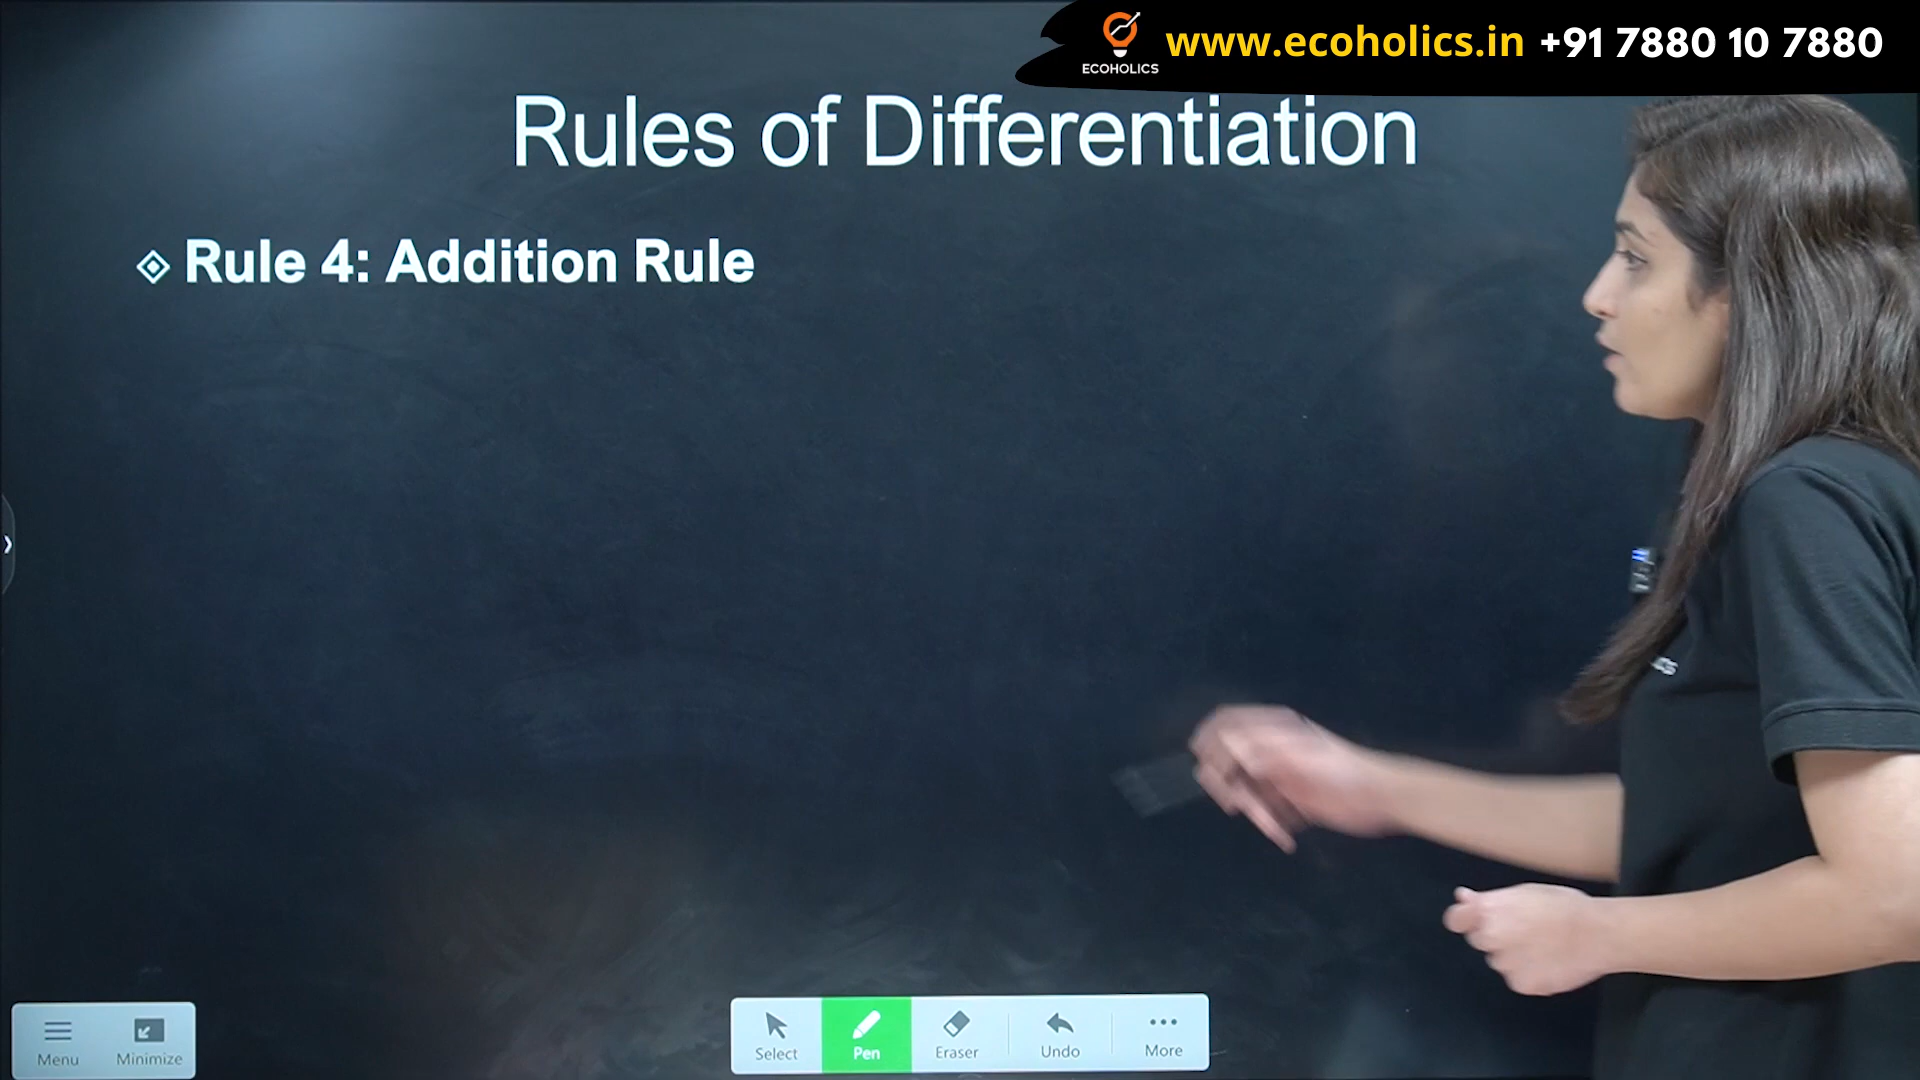 ECOHOLICS
www.ecoholics.in +91 7880 10 7880
Rules of Differentiation
Rule 4: Addition Rule
Menu
Minimize
Select
Pen
Eraser
Undo
More